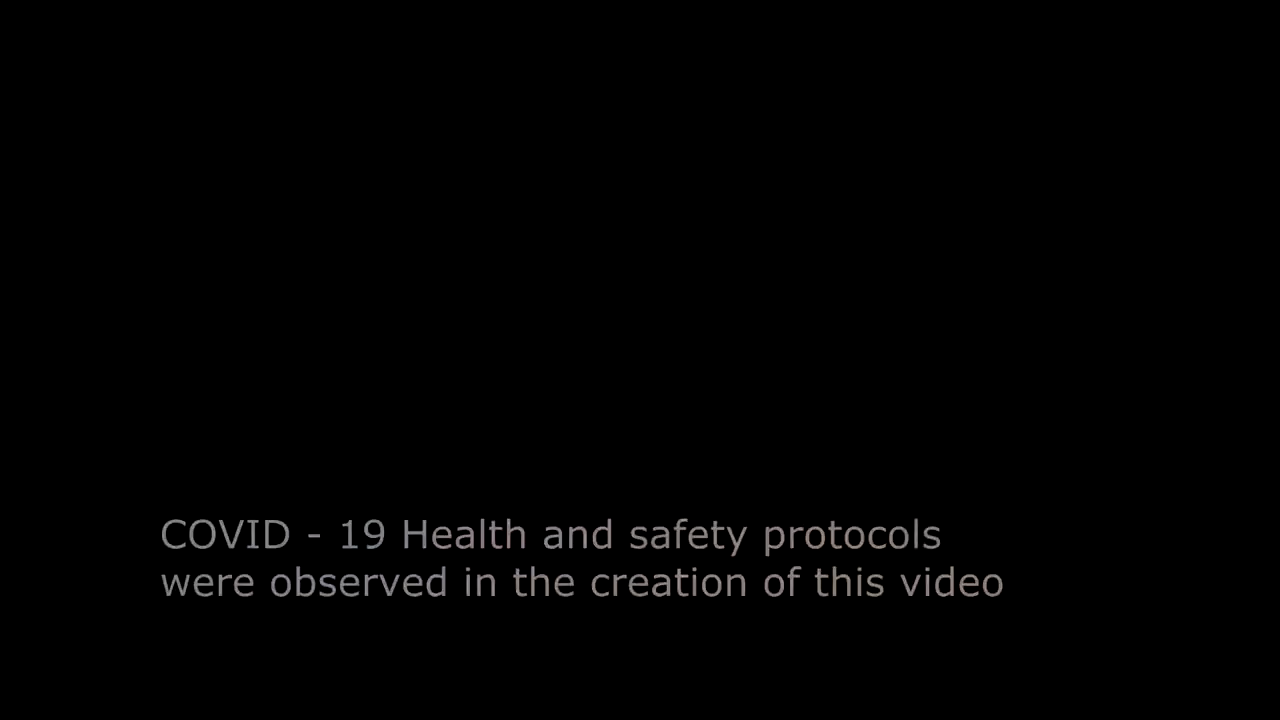 COVID - 19 Health and safety protocols
were observed in the creation of this video